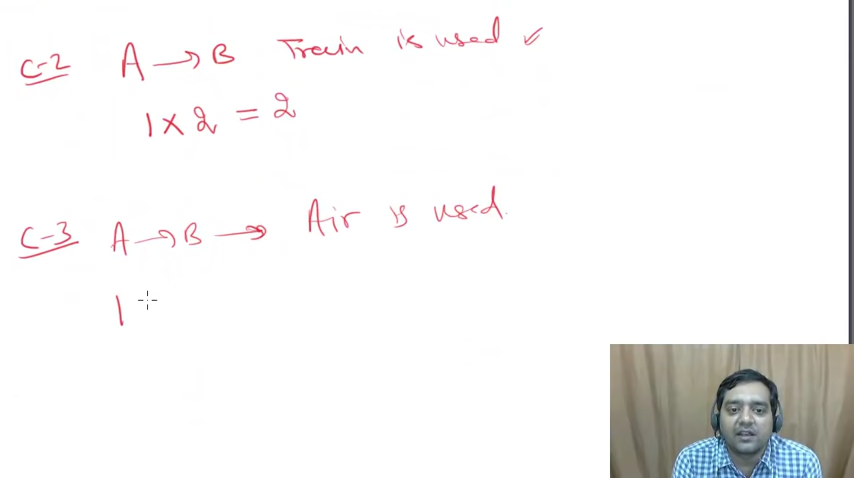 C-2 A → B Train is used ✓
1 × 2 = 2
C-3 A → B → Air is used.
1